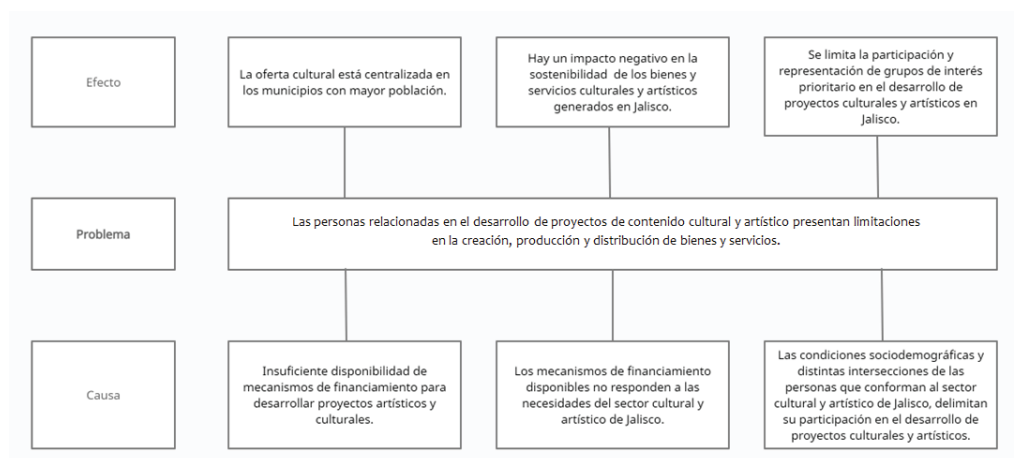 Efecto
La oferta cultural está centralizada en
los municipios con mayor población.
Hay un impacto negativo en la
sostenibilidad de los bienes y
servicios culturales y artísticos
generados en Jalisco.
Se limita la participación y
representación de grupos de interés
prioritario en el desarrollo de
proyectos culturales y artísticos en
Jalisco.
Problema
Las personas relacionadas en el desarrollo de proyectos de contenido cultural y artístico presentan limitaciones
en la creación, producción y distribución de bienes y servicios.
Causa
Insuficiente disponibilidad de
mecanismos de financiamiento para
desarrollar proyectos artísticos y
culturales.
Los mecanismos de financiamiento
disponibles no responden a las
necesidades del sector cultural y
artístico de Jalisco.
Las condiciones sociodemográficas y
distintas intersecciones de las
personas que conforman al sector
cultural y artístico de Jalisco, delimitan
su participación en el desarrollo de
proyectos culturales y artísticos.